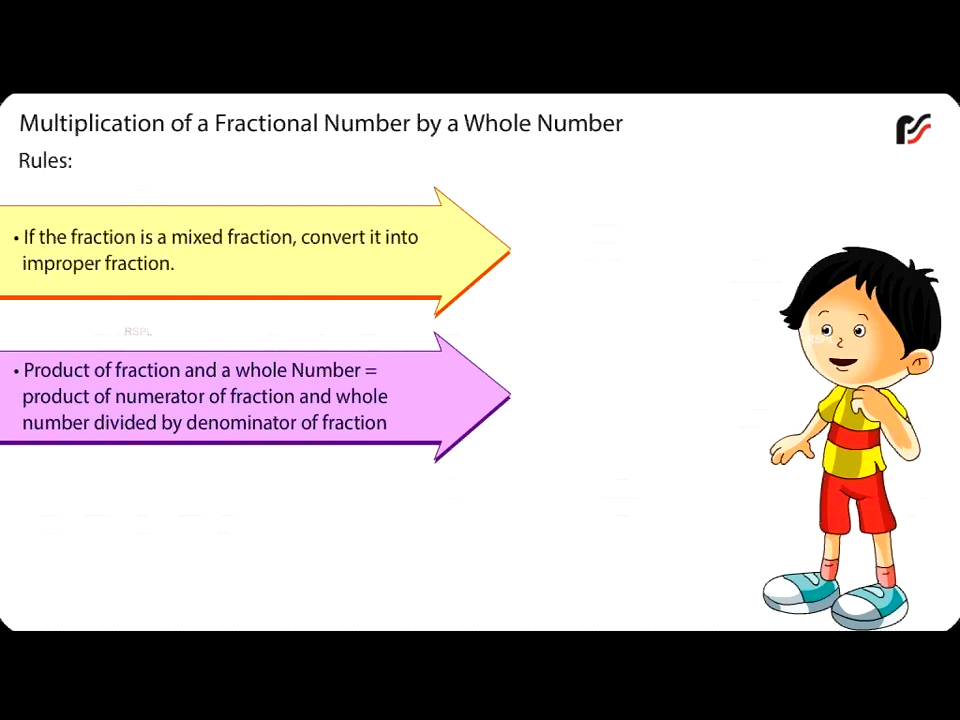 Multiplication of a Fractional Number by a Whole Number
Rules:
• If the fraction is a mixed fraction, convert it into
improper fraction.
RSPL
• Product of fraction and a whole Number =
product of numerator of fraction and whole
number divided by denominator of fraction
RSPL